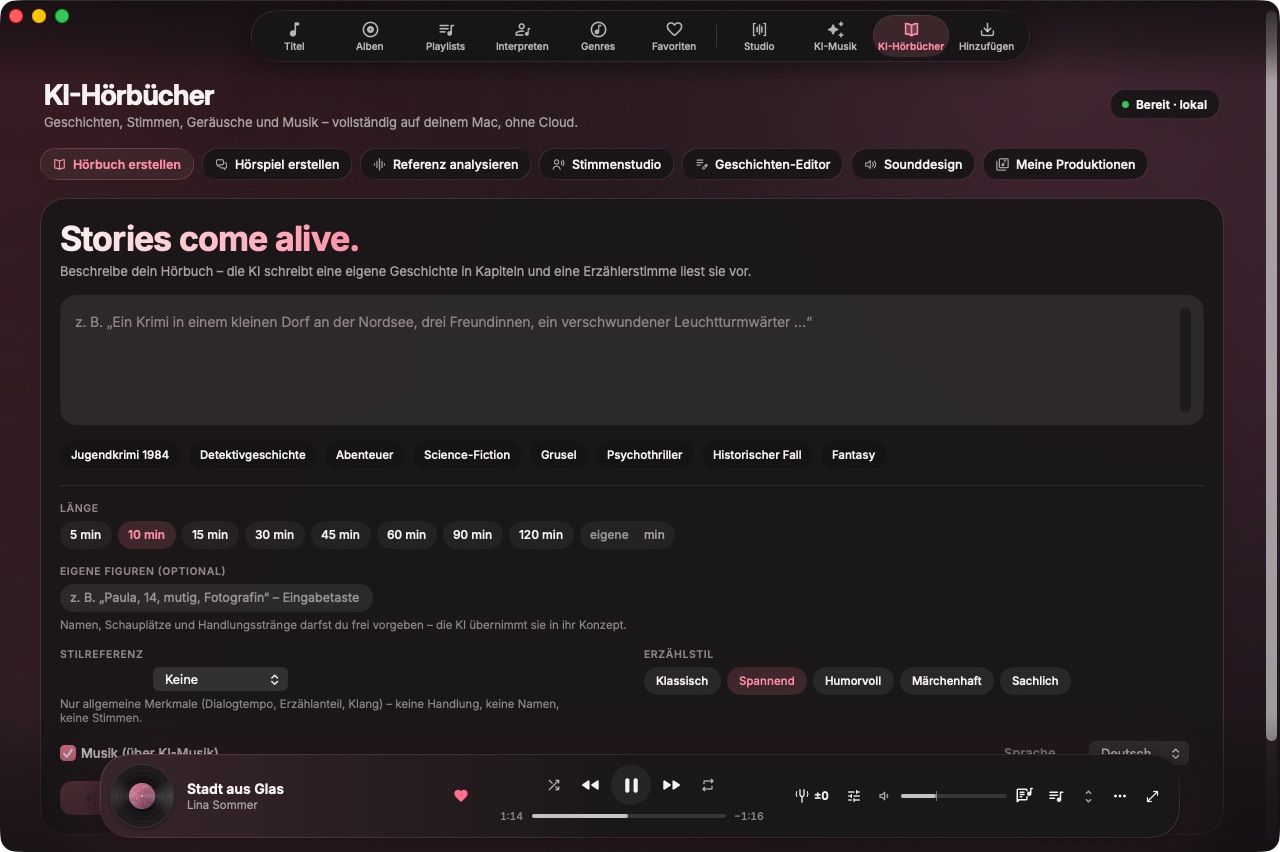 Titel
Alben
Playlists
Interpreten
Genres
Favoriten
Studio
KI-Musik
KI-Hörbücher
Hinzufügen
KI-Hörbücher
Geschichten, Stimmen, Geräusche und Musik – vollständig auf deinem Mac, ohne Cloud.
Bereit · lokal
Hörbuch erstellen
Hörspiel erstellen
Referenz analysieren
Stimmenstudio
Geschichten-Editor
Sounddesign
Meine Produktionen
Stories come alive.
Beschreibe dein Hörbuch – die KI schreibt eine eigene Geschichte in Kapiteln und eine Erzählerstimme liest sie vor.
z. B. „Ein Krimi in einem kleinen Dorf an der Nordsee, drei Freundinnen, ein verschwundener Leuchtturmwärter …“
Jugendkrimi 1984
Detektivgeschichte
Abenteuer
Science-Fiction
Grusel
Psychothriller
Historischer Fall
Fantasy
LÄNGE
5 min
10 min
15 min
30 min
45 min
60 min
90 min
120 min
eigene min
EIGENE FIGUREN (OPTIONAL)
z. B. „Paula, 14, mutig, Fotografin“ – Eingabetaste
Namen, Schauplätze und Handlungsstränge darfst du frei vorgeben – die KI übernimmt sie in ihr Konzept.
STILREFERENZ
Keine
Nur allgemeine Merkmale (Dialogtempo, Erzählanteil, Klang) – keine Handlung, keine Namen,
keine Stimmen.
ERZÄHLSTIL
Klassisch
Spannend
Humorvoll
Märchenhaft
Sachlich
Musik (über KI-Musik)
Sprache
Deutsch
Stadt aus Glas
Lina Sommer
1:14
−1:16
±0